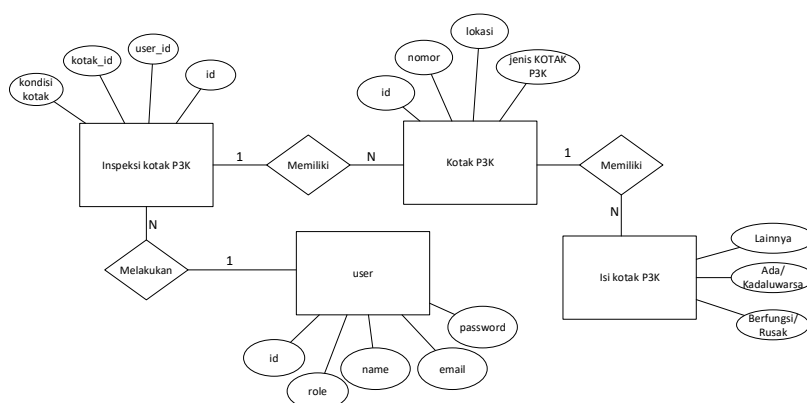 lokasi
user_id
nomor
kotak_id
jenis KOTAK
P3K
id
kondisi
kotak
id
Inspeksi kotak P3K
1
Memiliki
N
Kotak P3K
1
Memiliki
N
N
Lainnya
Melakukan
1
user
Isi kotak P3K
Ada/
Kadaluwarsa
Berfungsi/
Rusak
password
id
name
email
role